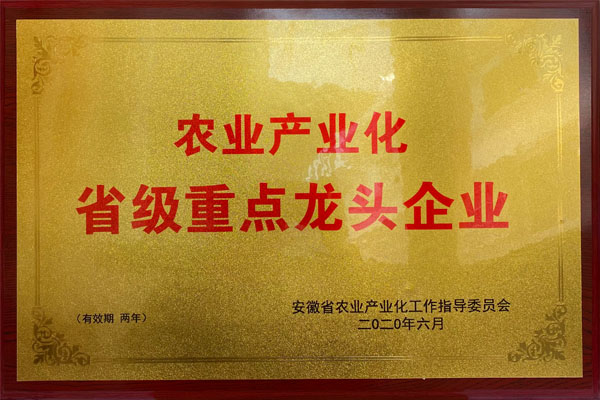 农业产业化
省级重点龙头企业
（有效期 两年）
安徽省农业产业化工作指导委员会
二0二0年六月